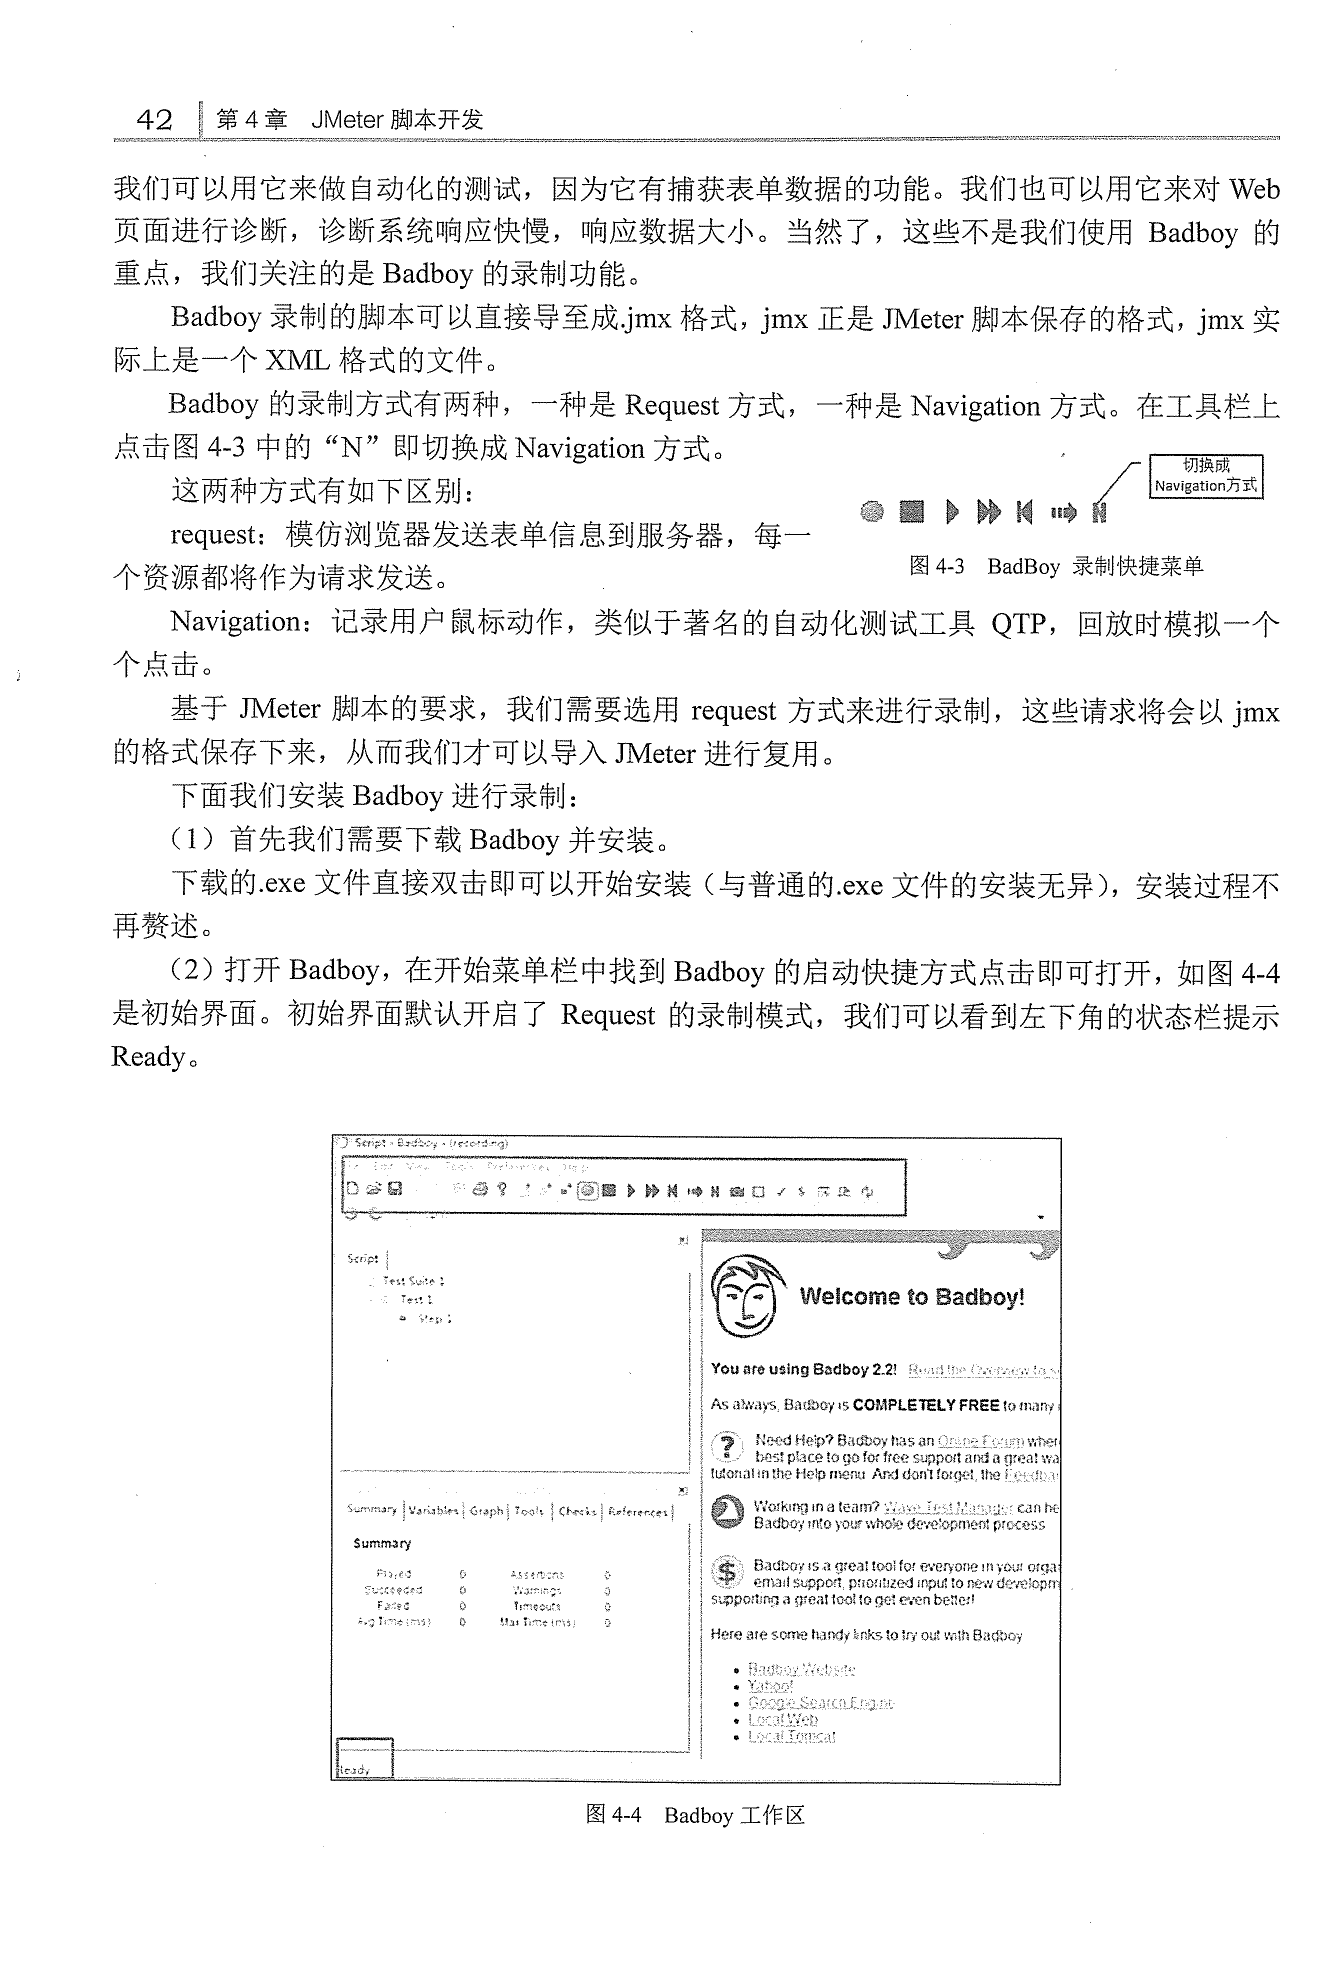 42 第 4 章 JMeter 脚本开发
我们可以用它来做自动化的测试，因为它有捕获表单数据的功能。我们也可以用它来对 Web
页面进行诊断，诊断系统响应快慢，响应数据大小。当然了，这些不是我们使用 Badboy 的
重点，我们关注的是 Badboy 的录制功能。
Badboy 录制的脚本可以直接导至成.jmx 格式，jmx 正是 JMeter 脚本保存的格式，jmx 实
际上是一个 XML 格式的文件。
Badboy 的录制方式有两种，一种是 Request 方式，一种是 Navigation 方式。在工具栏上
点击图 4-3 中的“N”即切换成 Navigation 方式。
这两种方式有如下区别：
request：模仿浏览器发送表单信息到服务器，每一
个资源都将作为请求发送。
切换成
Navigation方式
图 4-3 BadBoy 录制快捷菜单
Navigation：记录用户鼠标动作，类似于著名的自动化测试工具 QTP，回放时模拟一个
个点击。
基于 JMeter 脚本的要求，我们需要选用 request 方式来进行录制，这些请求将会以 jmx
的格式保存下来，从而我们才可以导入 JMeter 进行复用。
下面我们安装 Badboy 进行录制：
（1）首先我们需要下载 Badboy 并安装。
下载的.exe 文件直接双击即可以开始安装（与普通的.exe 文件的安装无异），安装过程不
再赘述。
（2）打开 Badboy，在开始菜单栏中找到 Badboy 的启动快捷方式点击即可打开，如图 4-4
是初始界面。初始界面默认开启了 Request 的录制模式，我们可以看到左下角的状态栏提示
Ready。
Script - Badboy - (recording)
View Tools Preferences Help
Script
Test Suite 1
Test 1
Step 1
Summary Variables Graph Tools Checks References
Summary
Played 0 Assertions 0
Succeeded 0 Warnings 0
Failed 0 Timeouts 0
Avg Time (ms) 0 Max Time (ms) 0
Ready
Welcome to Badboy!
You are using Badboy 2.2! Read the Overview to
As always, Badboy is COMPLETELY FREE to many
Need Help? Badboy has an Online Forum wher
best place to go for free support and a great wa
tutorial in the Help menu. And don't forget, the
Working in a team? Wave Test Manager can he
Badboy into your whole development process
Badboy is a great tool for everyone in your orga
email support, prioritized input to new developm
supporting a great tool to get even better!
Here are some handy links to try out with Badboy
• Badboy Website
• Yahoo!
• Google Search Engine
• Local Web
• Local Tomcat
图 4-4 Badboy 工作区